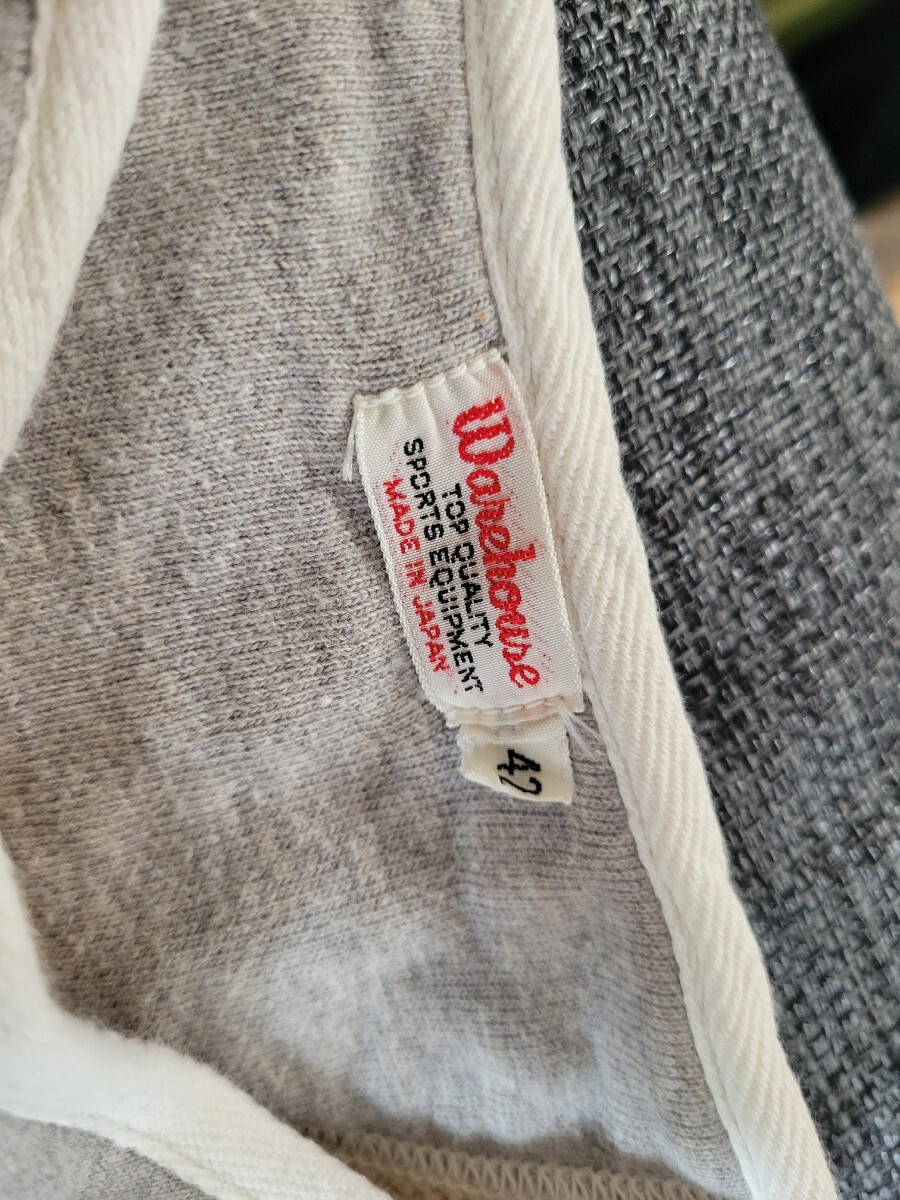 Warehouse
TOP QUALITY
SPORTS EQUIPMENT
MADE IN JAPAN
42